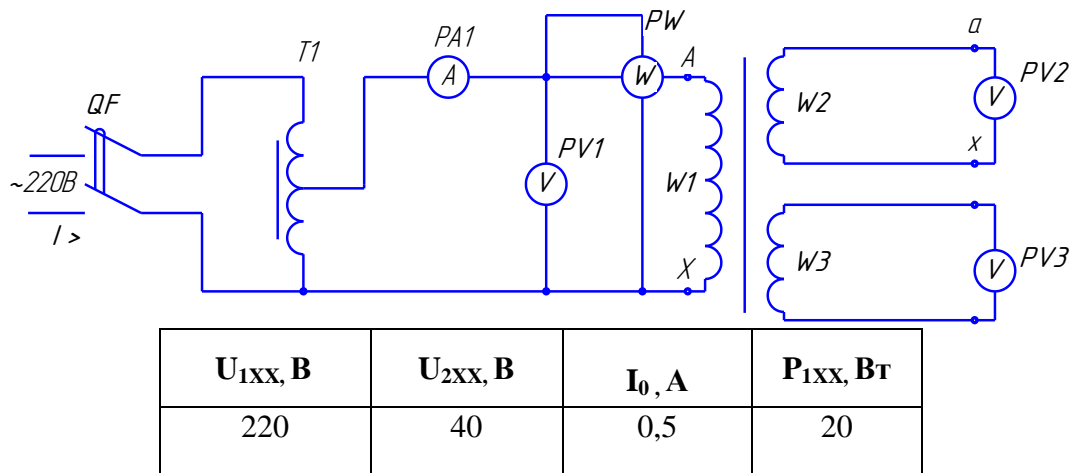 QF
~220В
I >
T1
PA1
A
PV1
V
PW
W
A
X
W1
W2
a
x
PV2
V
W3
PV3
V
U1XX, В U2XX, В I0 , А P1XX, Вт
220 40 0,5 20